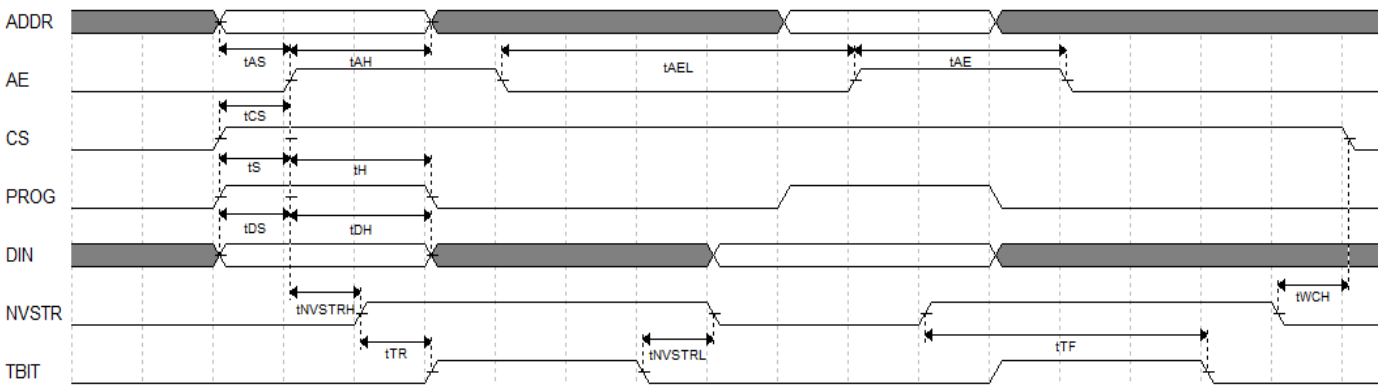 ADDR
tAS
tAH
tAEL
tAE
AE
tCS
CS
tS
tH
PROG
tDS
tDH
DIN
tNVSTRH
tWCH
NVSTR
tTR
tNVSTRL
tTF
TBIT